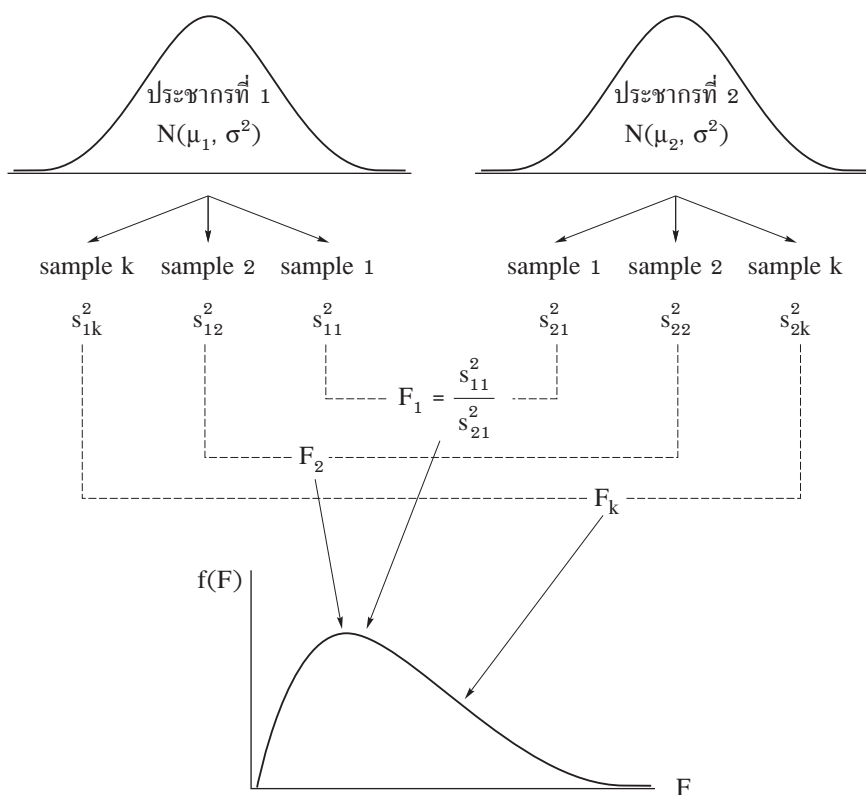 ประชากรที่ 1 ประชากรที่ 2
N(μ₁, σ²) N(μ₂, σ²)
sample k sample 2 sample 1 sample 1 sample 2 sample k
s²₁ₖ s²₁₂ s²₁₁ s²₂₁ s²₂₂ s²₂ₖ
F₁ = s²₁₁ / s²₂₁
F₂
Fₖ
f(F)
F